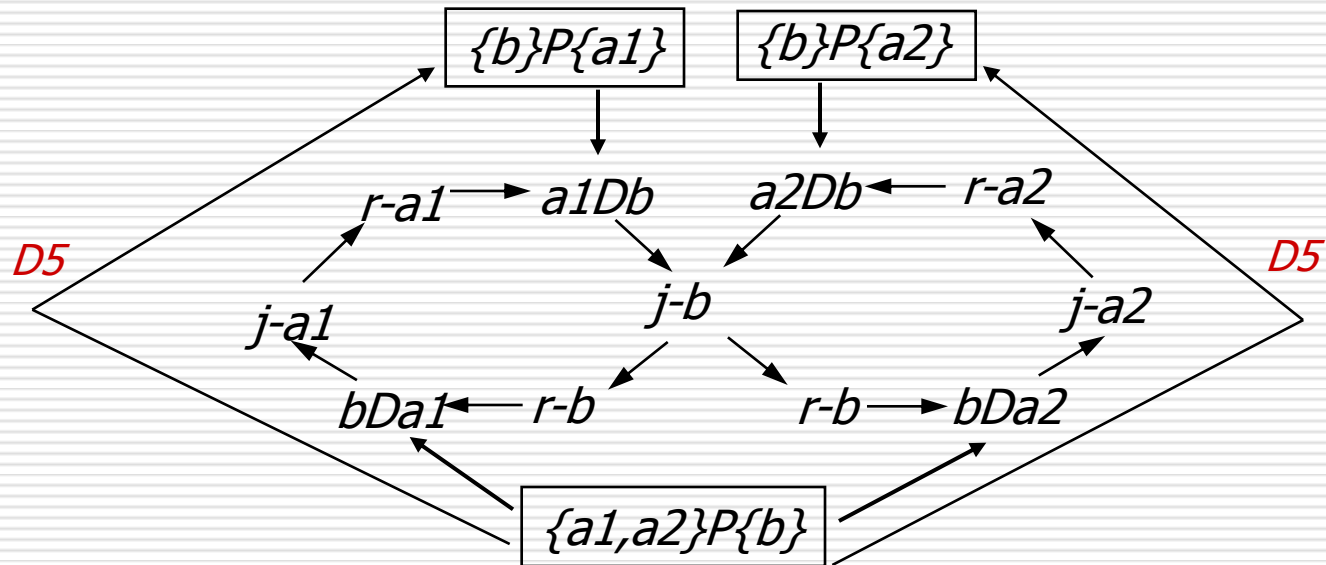 {b}P{a1}
{b}P{a2}
r-a1
a1Db
a2Db
r-a2
D5
D5
j-a1
j-b
j-a2
bDa1
r-b
r-b
bDa2
{a1,a2}P{b}